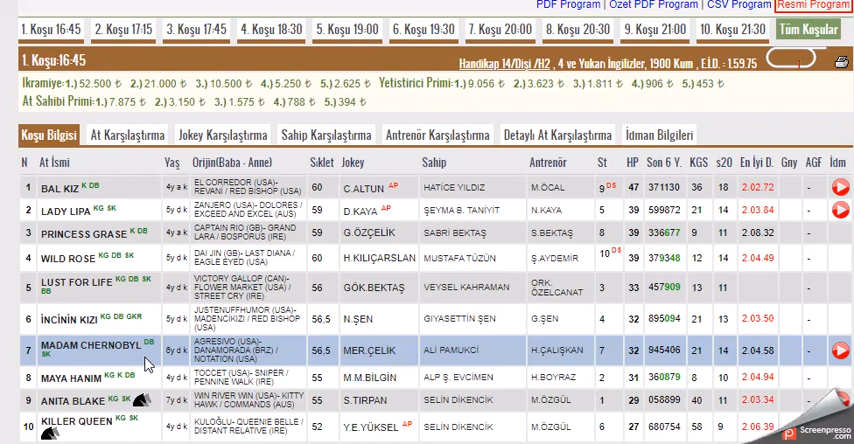 PDF Program | Özet PDF Program | CSV Program | Resmi Program
1. Koşu 16:45 2. Koşu 17:15 3. Koşu 17:45 4. Koşu 18:30 5. Koşu 19:00 6. Koşu 19:30 7. Koşu 20:00 8. Koşu 20:30 9. Koşu 21:00 10. Koşu 21:30 Tüm Koşular
1. Koşu:16:45 Handikap 14/Dişi /H2 , 4 ve Yukarı İngilizler, 1900 Kum , E.İ.D. : 1.59.75
Ikramiye:1.) 52.500 ₺ 2.) 21.000 ₺ 3.) 10.500 ₺ 4.) 5.250 ₺ 5.) 2.625 ₺ Yetistirici Primi:1.) 9.056 ₺ 2.) 3.623 ₺ 3.) 1.811 ₺ 4.) 906 ₺ 5.) 453 ₺
At Sahibi Primi:1.) 7.875 ₺ 2.) 3.150 ₺ 3.) 1.575 ₺ 4.) 788 ₺ 5.) 394 ₺
Koşu Bilgisi At Karşılaştırma Jokey Karşılaştırma Sahip Karşılaştırma Antrenör Karşılaştırma Detaylı At Karşılaştırma İdman Bilgileri
N At İsmi Yaş Orijin(Baba - Anne) Sıklet Jokey Sahip Antrenör St HP Son 6 Y. KGS s20 En İyi D. Gny AGF İdm
1 BAL KIZ K DB 4y a k EL CORREDOR (USA)- REVANI / RED BISHOP (USA) 60 C.ALTUN AP HATİCE YILDIZ M.ÖCAL 9 DS 47 371130 36 18 2.02.72 -
2 LADY LIPA KG SK 5y d k ZANJERO (USA)- DOLORES / EXCEED AND EXCEL (AUS) 59 D.KAYA AP ŞEYMA B. TANİYİT N.KAYA 5 39 599872 21 14 2.03.84 -
3 PRINCESS GRASE K DB 4y a k CAPTAIN RIO (GB)- GRAND LARA / BOSPORUS (IRE) 59 G.ÖZÇELİK SABRİ BEKTAŞ S.BEKTAŞ 8 39 336677 9 11 2.08.32 -
4 WILD ROSE KG DB SK 5y d k DAI JIN (GB)- LAST DIANA / EAGLE EYED (USA) 59 H.KILIÇARSLAN MUSTAFA TÜZÜN Ş.AYDEMİR 10 DS 39 379348 12 14 2.04.49 -
5 LUST FOR LIFE KG DB SK BB 4y d k VICTORY GALLOP (CAN)- FLOWER MARKET (USA) / STREET CRY (IRE) 56 GÖK.BEKTAŞ VEYSEL KAHRAMAN ORK. ÖZELCANAT 3 33 457909 13 11 -
6 İNCİNİN KIZI KG DB GKR 5y d k JUSTENUFFHUMOR (USA)- MADENCİKIZI / RED BISHOP (USA) 56,5 N.ŞEN GIYASETTİN ŞEN G.ŞEN 4 32 895094 21 13 2.03.50 -
7 MADAM CHERNOBYL DB SK 6y d k AGRESIVO (USA)- DANAMORADA (BRZ) / NOTATION (USA) 56,5 MER.ÇELİK ALİ PAMUKCİ H.ÇALIŞKAN 7 32 945406 21 14 2.04.58 -
8 MAYA HANIM KG K DB 4y d k TOCCET (USA)- SNIPER / PENNINE WALK (IRE) 55 M.M.BİLGİN ALP Ş. EVCİMEN H.BOYRAZ 2 31 360879 8 10 2.04.94 -
9 ANITA BLAKE KG SK 7y d k WIN RIVER WIN (USA)- KITTY HAWK / COMMANDS (AUS) 55 S.TIRPAN SELİN DİKENCİK M.ÖZGÜL 1 29 058899 40 11 2.03.34 -
10 KILLER QUEEN KG SK 6y d k KULOĞLU- QUEENIE BELLE / DISTANT RELATIVE (IRE) 52 Y.E.YÜKSEL AP SELİN DİKENCİK M.ÖZGÜL 6 27 680754 58 9 2.06.39 -
Screenpresso.com